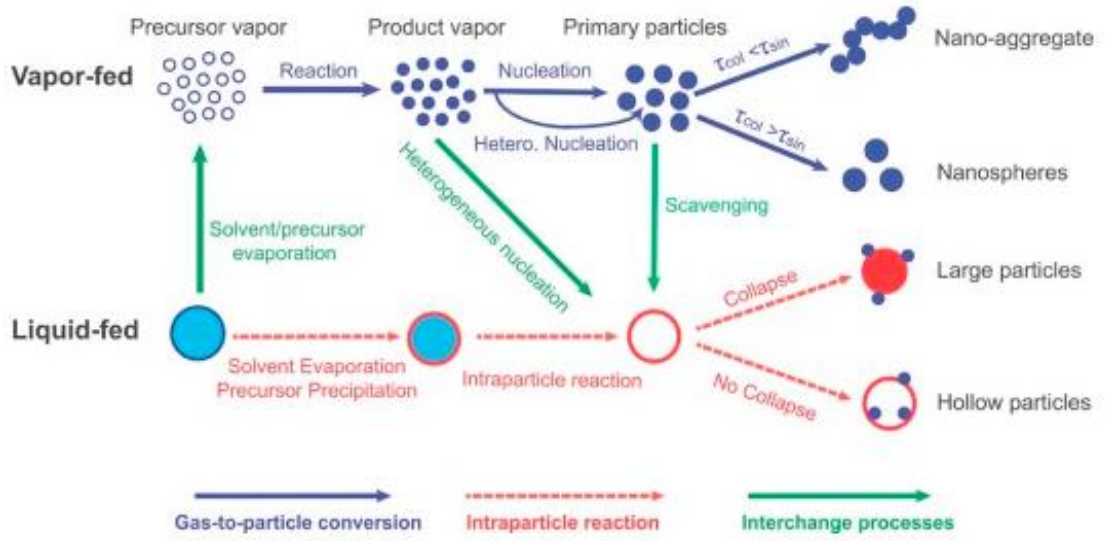 Precursor vapor
Product vapor
Primary particles
Nano-aggregate
Vapor-fed
Reaction
Nucleation
Hetero. Nucleation
τcol <τsin
τcol >τsin
Nanospheres
Solvent/precursor
evaporation
Heterogeneous nucleation
Scavenging
Large particles
Liquid-fed
Solvent Evaporation
Precursor Precipitation
Intraparticle reaction
Collapse
No Collapse
Hollow particles
Gas-to-particle conversion
Intraparticle reaction
Interchange processes